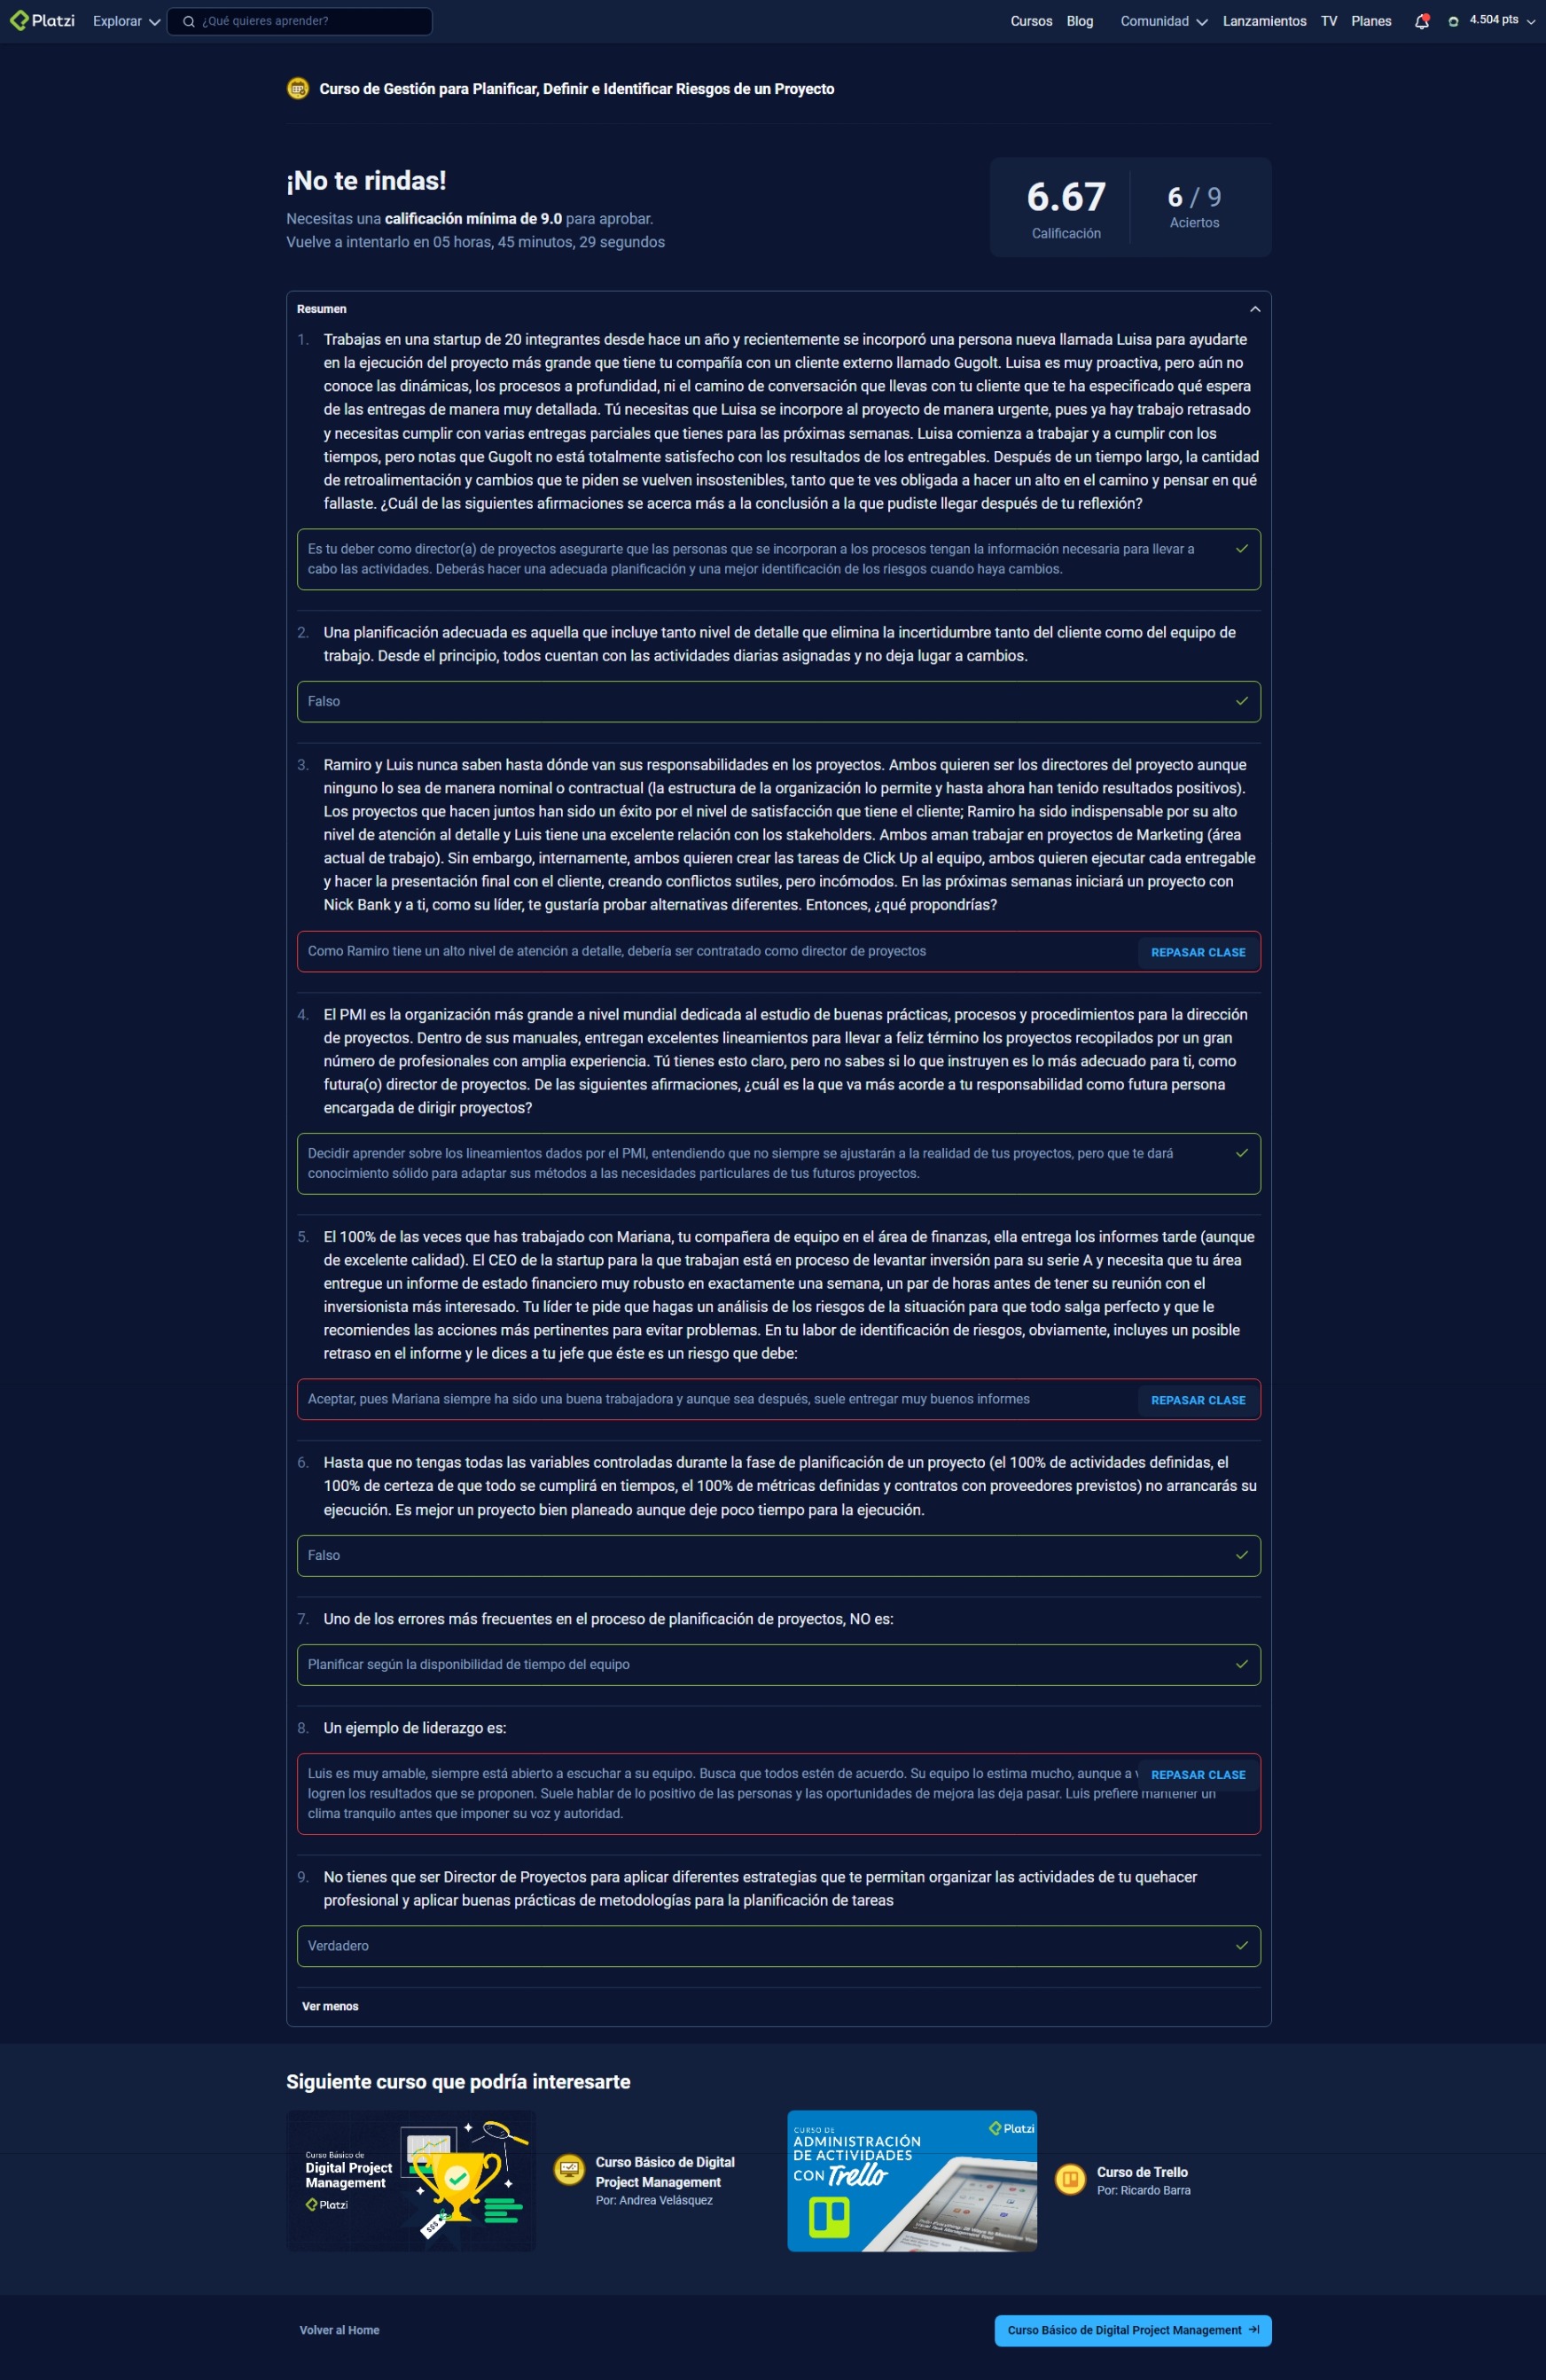 Platzi
Explorar
¿Qué quieres aprender?
Cursos
Blog
Comunidad
Lanzamientos
TV
Planes
4.504 pts
Curso de Gestión para Planificar, Definir e Identificar Riesgos de un Proyecto
¡No te rindas!
Necesitas una calificación mínima de 9.0 para aprobar.
Vuelve a intentarlo en 05 horas, 45 minutos, 29 segundos
6.67
Calificación
6 / 9
Aciertos
Resumen
1. Trabajas en una startup de 20 integrantes desde hace un año y recientemente se incorporó una persona nueva llamada Luisa para ayudarte
en la ejecución del proyecto más grande que tiene tu compañía con un cliente externo llamado Gugolt. Luisa es muy proactiva, pero aún no
conoce las dinámicas, los procesos a profundidad, ni el camino de conversación que llevas con tu cliente que te ha especificado qué espera
de las entregas de manera muy detallada. Tú necesitas que Luisa se incorpore al proyecto de manera urgente, pues ya hay trabajo retrasado
y necesitas cumplir con varias entregas parciales que tienes para las próximas semanas. Luisa comienza a trabajar y a cumplir con los
tiempos, pero notas que Gugolt no está totalmente satisfecho con los resultados de los entregables. Después de un tiempo largo, la cantidad
de retroalimentación y cambios que te piden se vuelven insostenibles, tanto que te ves obligada a hacer un alto en el camino y pensar en qué
fallaste. ¿Cuál de las siguientes afirmaciones se acerca más a la conclusión a la que pudiste llegar después de tu reflexión?
Es tu deber como director(a) de proyectos asegurarte que las personas que se incorporan a los procesos tengan la información necesaria para llevar a
cabo las actividades. Deberás hacer una adecuada planificación y una mejor identificación de los riesgos cuando haya cambios.
2. Una planificación adecuada es aquella que incluye tanto nivel de detalle que elimina la incertidumbre tanto del cliente como del equipo de
trabajo. Desde el principio, todos cuentan con las actividades diarias asignadas y no deja lugar a cambios.
Falso
3. Ramiro y Luis nunca saben hasta dónde van sus responsabilidades en los proyectos. Ambos quieren ser los directores del proyecto aunque
ninguno lo sea de manera nominal o contractual (la estructura de la organización lo permite y hasta ahora han tenido resultados positivos).
Los proyectos que hacen juntos han sido un éxito por el nivel de satisfacción que tiene el cliente; Ramiro ha sido indispensable por su alto
nivel de atención al detalle y Luis tiene una excelente relación con los stakeholders. Ambos aman trabajar en proyectos de Marketing (área
actual de trabajo). Sin embargo, internamente, ambos quieren crear las tareas de Click Up al equipo, ambos quieren ejecutar cada entregable
y hacer la presentación final con el cliente, creando conflictos sutiles, pero incómodos. En las próximas semanas iniciará un proyecto con
Nick Bank y a ti, como su líder, te gustaría probar alternativas diferentes. Entonces, ¿qué propondrías?
Como Ramiro tiene un alto nivel de atención a detalle, debería ser contratado como director de proyectos
REPASAR CLASE
4. El PMI es la organización más grande a nivel mundial dedicada al estudio de buenas prácticas, procesos y procedimientos para la dirección
de proyectos. Dentro de sus manuales, entregan excelentes lineamientos para llevar a feliz término los proyectos recopilados por un gran
número de profesionales con amplia experiencia. Tú tienes esto claro, pero no sabes si lo que instruyen es lo más adecuado para ti, como
futura(o) director de proyectos. De las siguientes afirmaciones, ¿cuál es la que va más acorde a tu responsabilidad como futura persona
encargada de dirigir proyectos?
Decidir aprender sobre los lineamientos dados por el PMI, entendiendo que no siempre se ajustarán a la realidad de tus proyectos, pero que te dará
conocimiento sólido para adaptar sus métodos a las necesidades particulares de tus futuros proyectos.
5. El 100% de las veces que has trabajado con Mariana, tu compañera de equipo en el área de finanzas, ella entrega los informes tarde (aunque
de excelente calidad). El CEO de la startup para la que trabajan está en proceso de levantar inversión para su serie A y necesita que tu área
entregue un informe de estado financiero muy robusto en exactamente una semana, un par de horas antes de tener su reunión con el
inversionista más interesado. Tu líder te pide que hagas un análisis de los riesgos de la situación para que todo salga perfecto y que le
recomiendes las acciones más pertinentes para evitar problemas. En tu labor de identificación de riesgos, obviamente, incluyes un posible
retraso en el informe y le dices a tu jefe que éste es un riesgo que debe:
Aceptar, pues Mariana siempre ha sido una buena trabajadora y aunque sea después, suele entregar muy buenos informes
REPASAR CLASE
6. Hasta que no tengas todas las variables controladas durante la fase de planificación de un proyecto (el 100% de actividades definidas, el
100% de certeza de que todo se cumplirá en tiempos, el 100% de métricas definidas y contratos con proveedores previstos) no arrancarás su
ejecución. Es mejor un proyecto bien planeado aunque deje poco tiempo para la ejecución.
Falso
7. Uno de los errores más frecuentes en el proceso de planificación de proyectos, NO es:
Planificar según la disponibilidad de tiempo del equipo
8. Un ejemplo de liderazgo es:
Luis es muy amable, siempre está abierto a escuchar a su equipo. Busca que todos estén de acuerdo. Su equipo lo estima mucho, aunque a
REPASAR CLASE
logren los resultados que se proponen. Suele hablar de lo positivo de las personas y las oportunidades de mejora las deja pasar. Luis prefiere mantener un
clima tranquilo antes que imponer su voz y autoridad.
9. No tienes que ser Director de Proyectos para aplicar diferentes estrategias que te permitan organizar las actividades de tu quehacer
profesional y aplicar buenas prácticas de metodologías para la planificación de tareas
Verdadero
Ver menos
Siguiente curso que podría interesarte
Curso Básico de
Digital Project
Management
Platzi
$$$
Curso Básico de Digital
Project Management
Por: Andrea Velásquez
CURSO DE
Platzi
ADMINISTRACIÓN
DE ACTIVIDADES
CON Trello
Curso de Trello
Por: Ricardo Barra
Volver al Home
Curso Básico de Digital Project Management